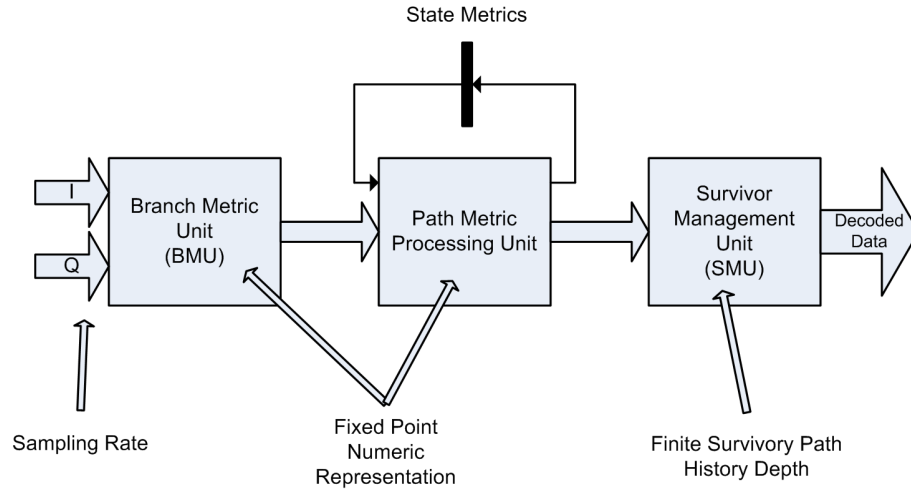 State Metrics
I
Q
Branch Metric
Unit
(BMU)
Path Metric
Processing Unit
Survivor
Management
Unit
(SMU)
Decoded
Data
Sampling Rate
Fixed Point
Numeric
Representation
Finite Survivory Path
History Depth